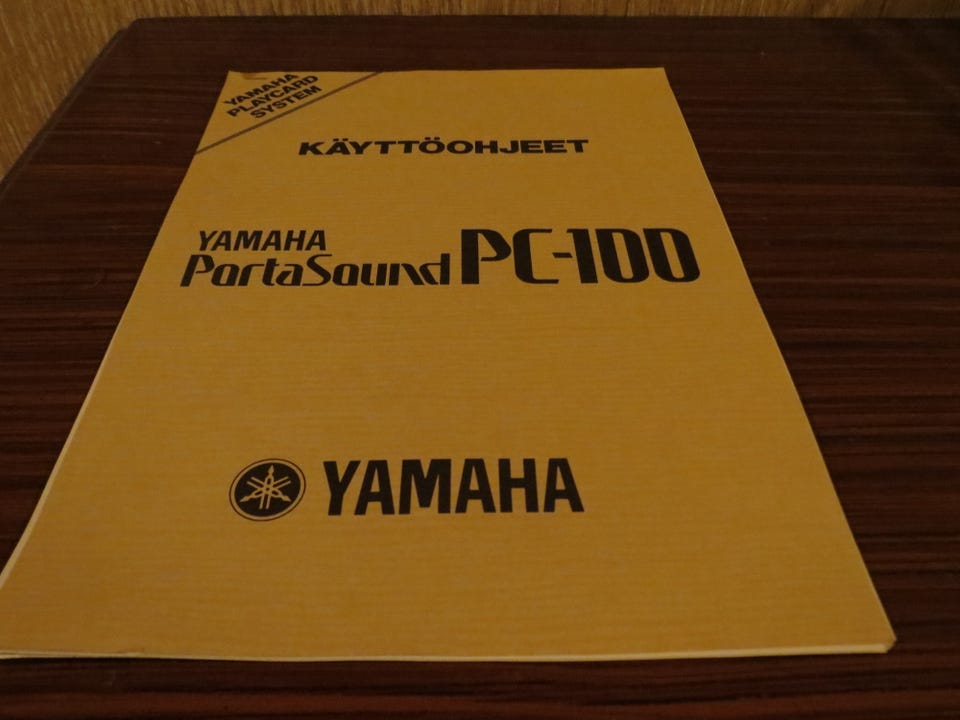 YAMAHA
PLAYCARD
SYSTEM
KÄYTTÖOHJEET
YAMAHA
PortaSound PC-100
YAMAHA